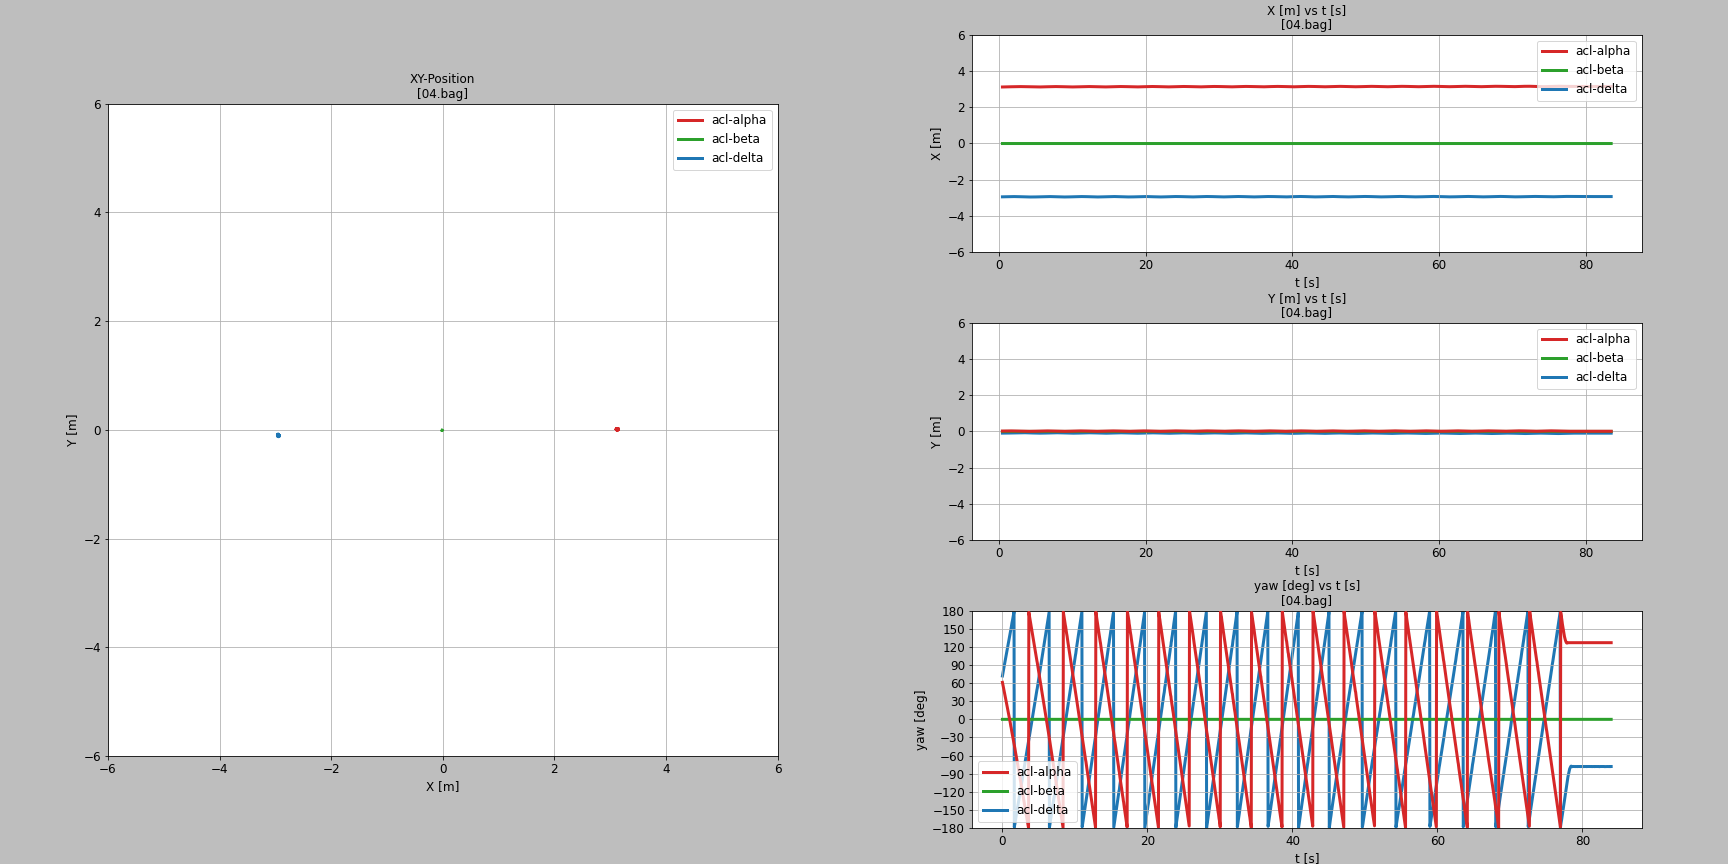 XY-Position
[04.bag]
6
4
2
0
−2
−4
−6
−6
−4
−2
0
2
4
6
X [m]
Y [m]
acl-alpha
acl-beta
acl-delta
X [m] vs t [s]
[04.bag]
6
4
2
0
−2
−4
−6
0
20
40
60
80
t [s]
X [m]
acl-alpha
acl-beta
acl-delta
Y [m] vs t [s]
[04.bag]
6
4
2
0
−2
−4
−6
0
20
40
60
80
t [s]
Y [m]
acl-alpha
acl-beta
acl-delta
yaw [deg] vs t [s]
[04.bag]
180
150
120
90
60
30
0
−30
−60
−90
−120
−150
−180
0
20
40
60
80
t [s]
yaw [deg]
acl-alpha
acl-beta
acl-delta